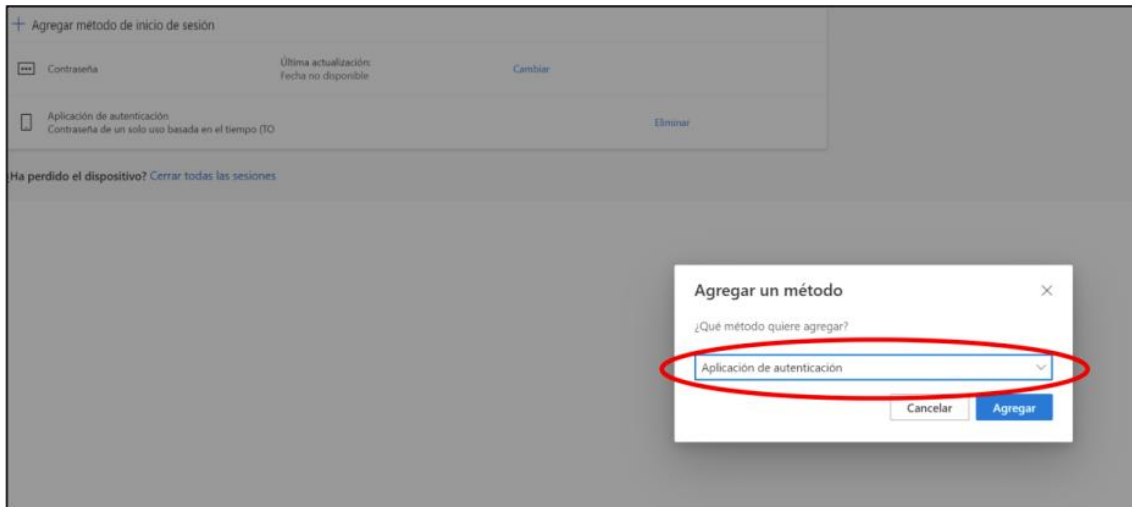 + Agregar método de inicio de sesión
Contraseña
Última actualización:
Fecha no disponible
Cambiar
Aplicación de autenticación
Contraseña de un solo uso basada en el tiempo (TO
Eliminar
¿Ha perdido el dispositivo? Cerrar todas las sesiones
Agregar un método
¿Qué método quiere agregar?
Aplicación de autenticación
Cancelar
Agregar